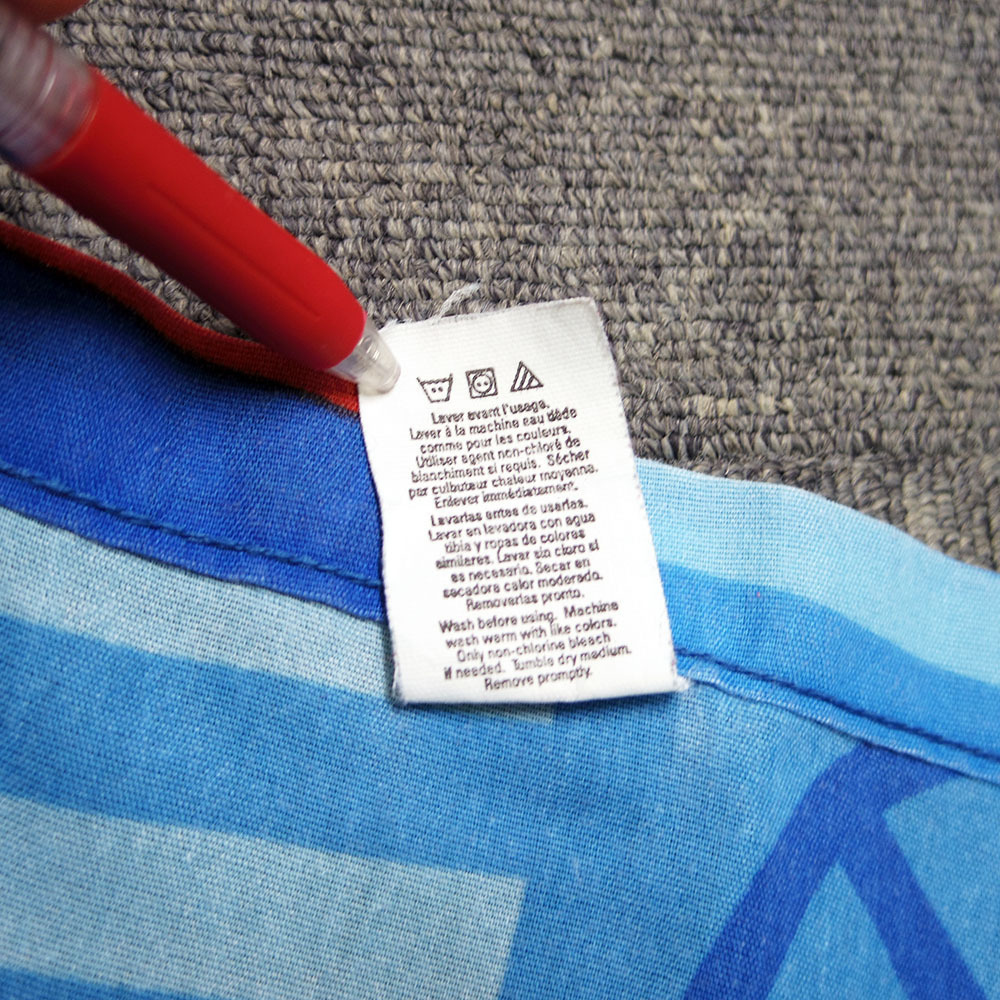 Laver avant l'usage.
Laver à la machine eau tiède
comme pour les couleurs.
Utiliser agent non-chloré de
blanchiment si requis. Sécher
par culbuteur chaleur moyenne.
Enlever immédiatement.
Lavarlas antes de usarlas.
Lavar en lavadora con agua
tibia y ropas de colores
similares. Lavar sin cloro si
es necesario. Secar en
secadora calor moderado.
Removerlas pronto.
Wash before using. Machine
wash warm with like colors.
Only non-chlorine bleach
if needed. Tumble dry medium.
Remove promptly.